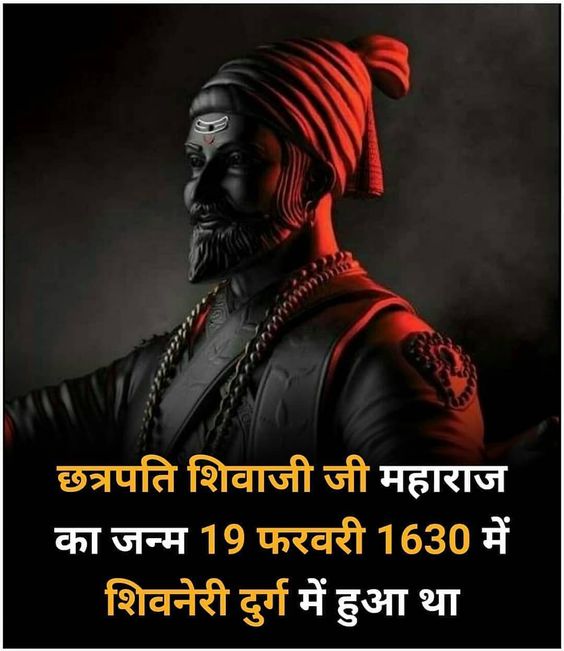 छत्रपति शिवाजी जी महाराज
का जन्म 19 फरवरी 1630 में
शिवनेरी दुर्ग में हुआ था